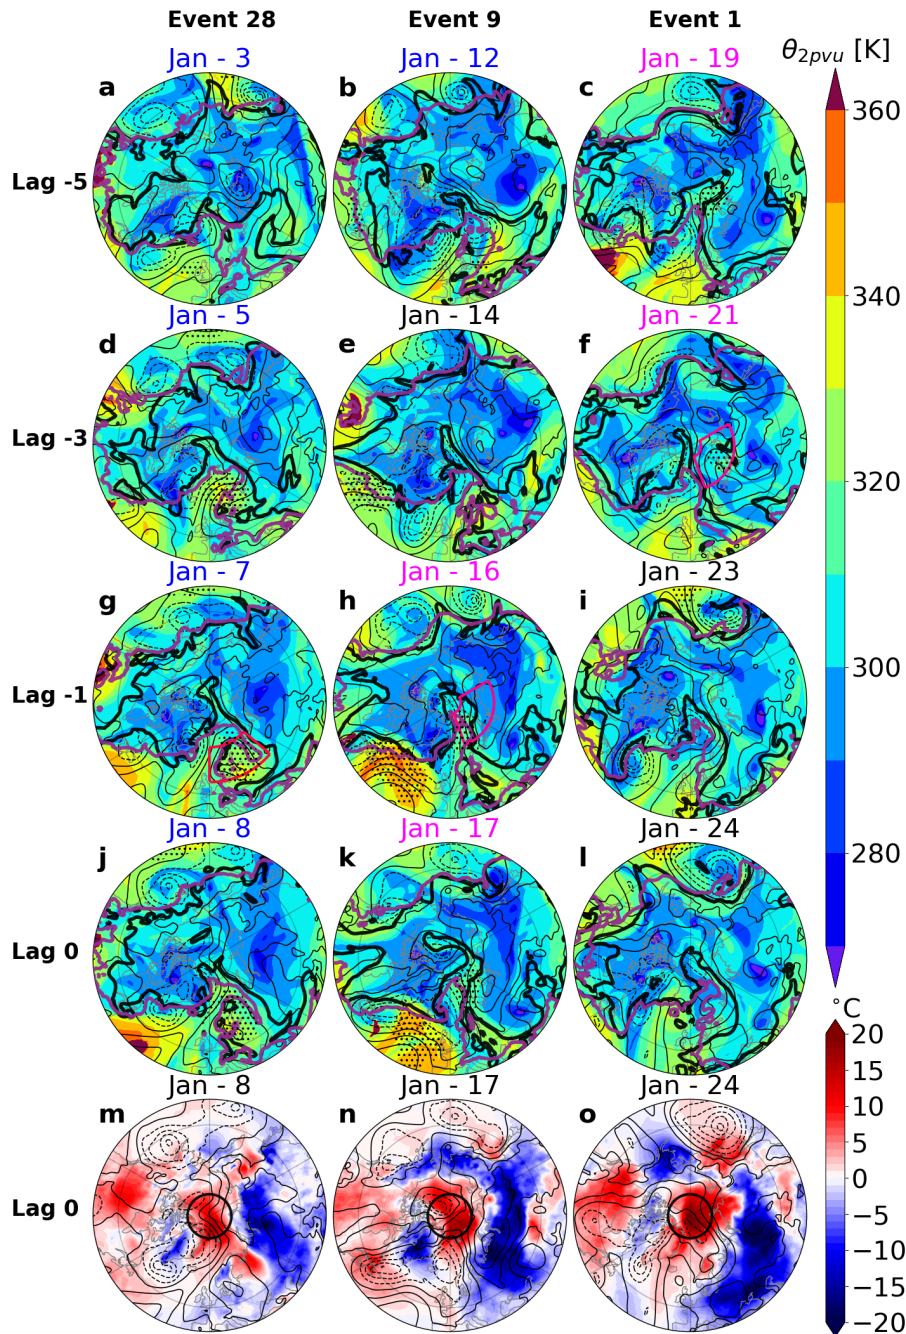 Event 28 Event 9 Event 1
Jan - 3 Jan - 12 Jan - 19 θ2pvu [K]
a b c
360
Lag -5
340
Jan - 5 Jan - 14 Jan - 21
d e f
Lag -3
320
Jan - 7 Jan - 16 Jan - 23
g h i
300
Lag -1
Jan - 8 Jan - 17 Jan - 24
j k l
280
Lag 0
°C
Jan - 8 Jan - 17 Jan - 24
m n o
20
15
10
5
0
Lag 0
−5
−10
−15
−20